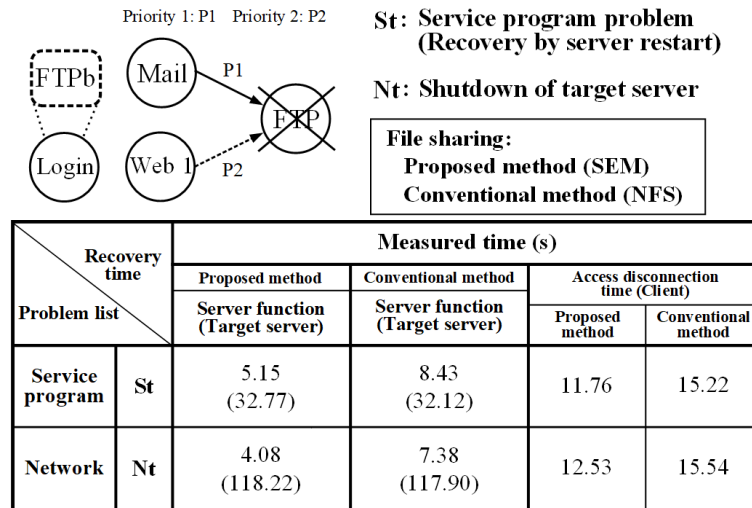 Priority 1: P1 Priority 2: P2
St: Service program problem
(Recovery by server restart)
Nt: Shutdown of target server
FTPb
Mail
P1
FTP
Login
Web 1
P2
File sharing:
Proposed method (SEM)
Conventional method (NFS)
Recovery
time
Problem list
Measured time (s)
Proposed method
Conventional method
Access disconnection
time (Client)
Server function
(Target server)
Server function
(Target server)
Proposed
method
Conventional
method
Service
program
St
5.15
(32.77)
8.43
(32.12)
11.76
15.22
Network
Nt
4.08
(118.22)
7.38
(117.90)
12.53
15.54